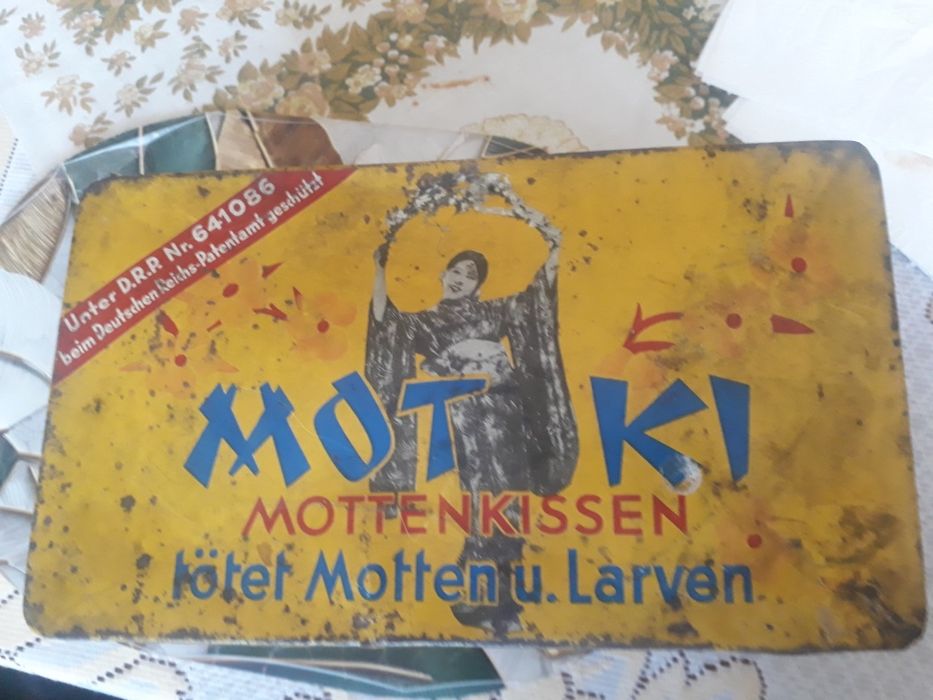 Unter D.R.P. Nr. 641086
beim Deutschen Reichs-Patentamt geschützt
MOTKI
MOTTENKISSEN
tötet Motten u. Larven